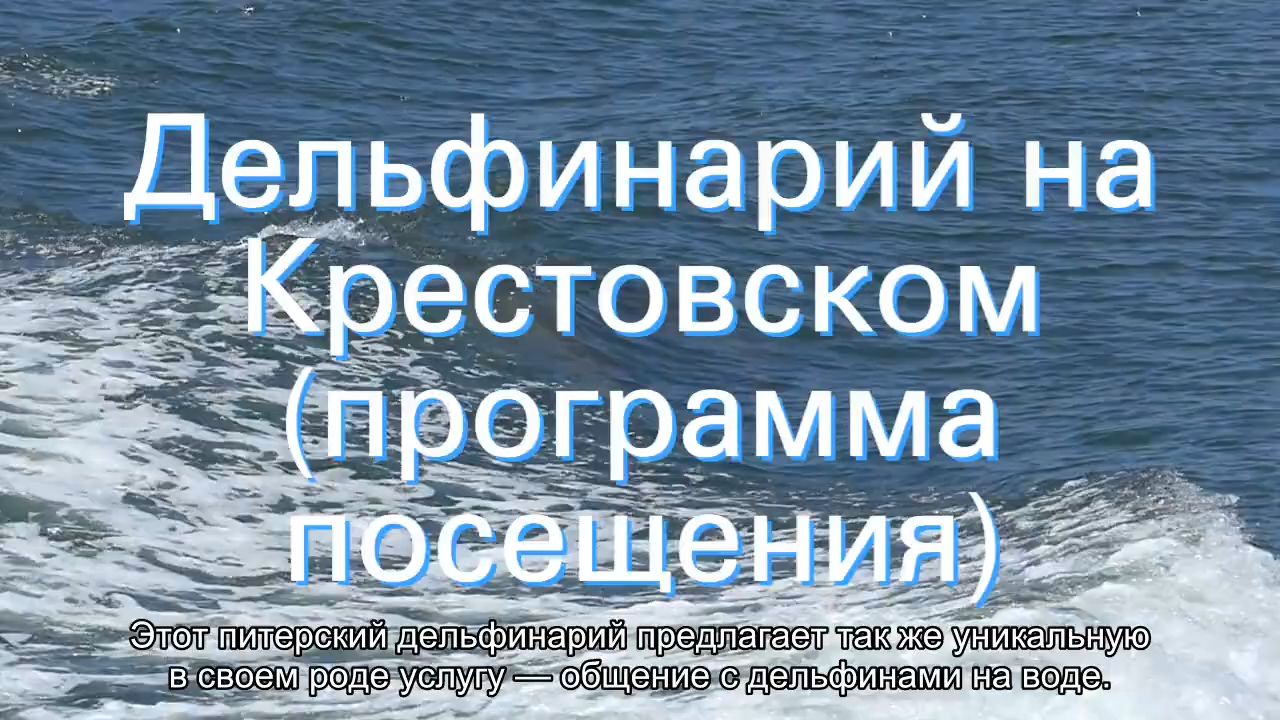 Дельфинарий на
Крестовском
(программа
посещения)
Этот питерский дельфинарий предлагает так же уникальную
в своем роде услугу — общение с дельфинами на воде.